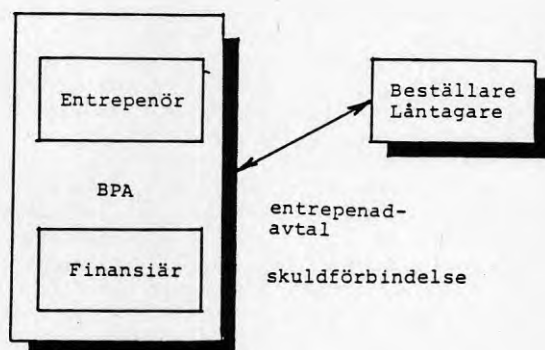 Entrepenör
BPA
Finansiär
Beställare
Låntagare
entrepenad-
avtal
skuldförbindelse